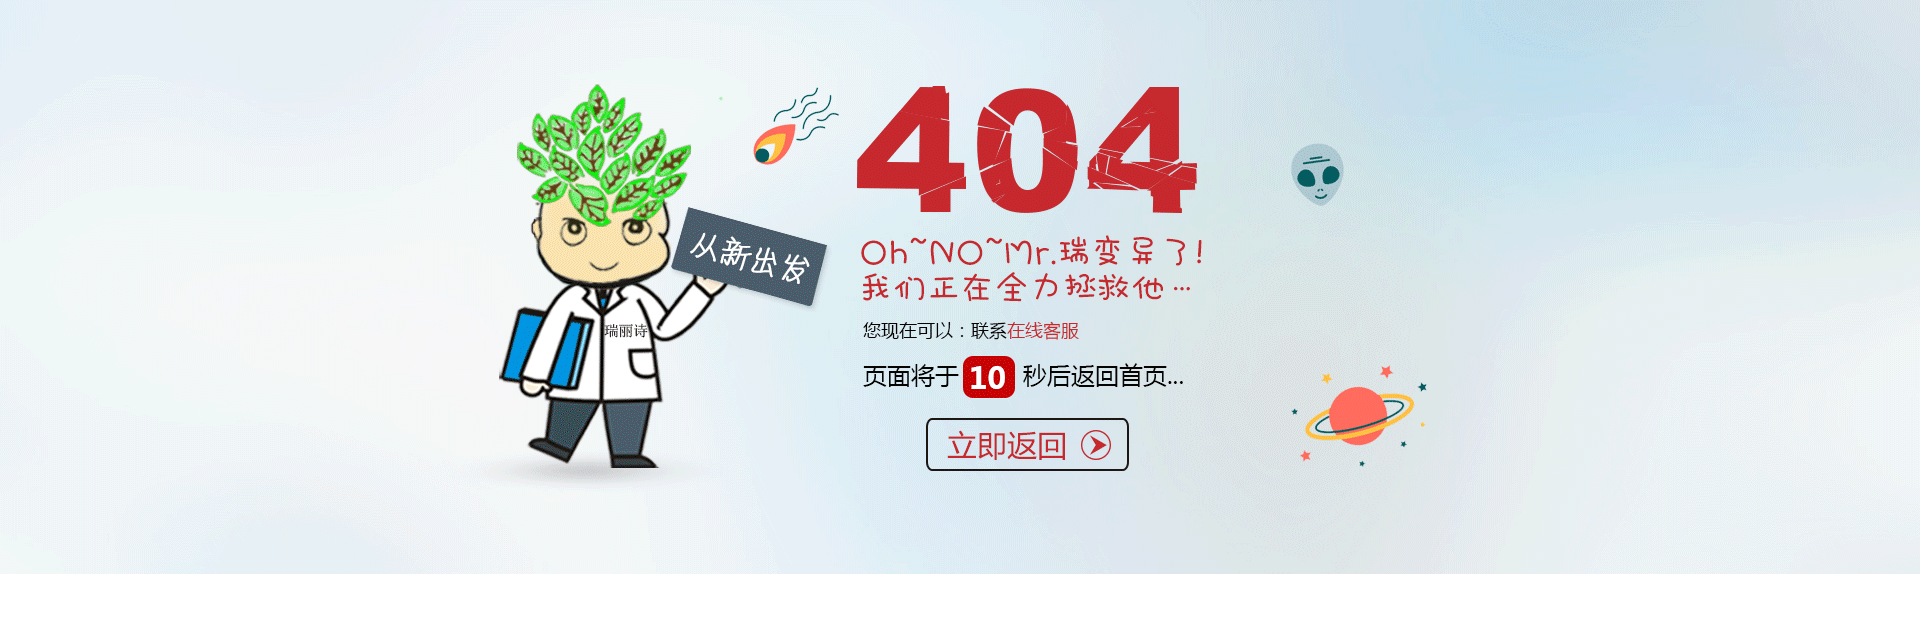 404
从新出发
Oh~NO~Mr.瑞变异了!
我们正在全力拯救他…
瑞丽诗
您现在可以：联系在线客服
页面将于 10 秒后返回首页...
立即返回